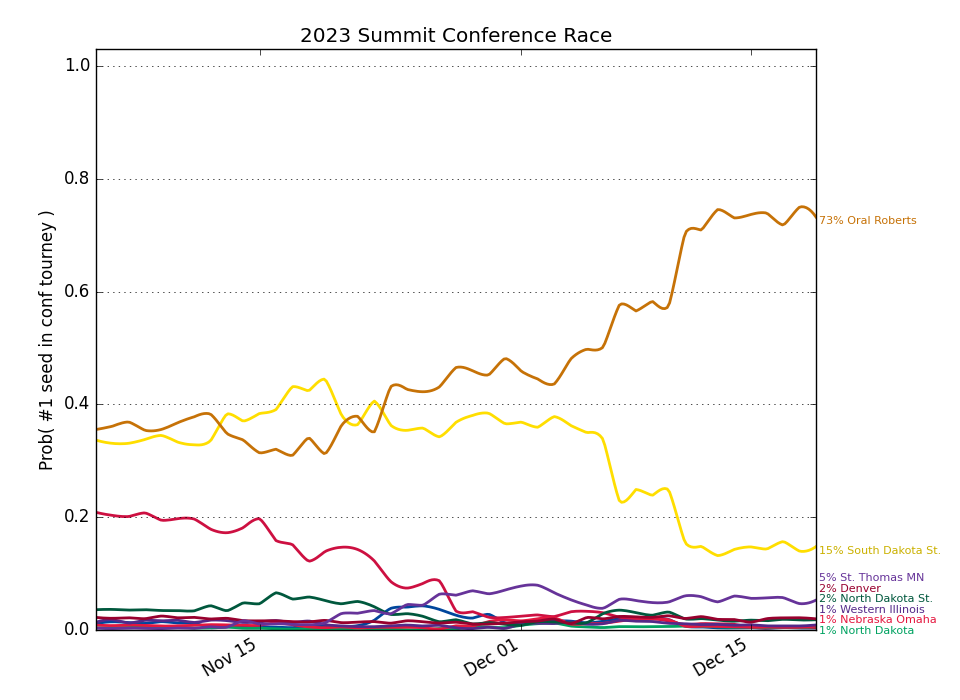 2023 Summit Conference Race
Prob( #1 seed in conf tourney )
1.0
0.8
0.6
0.4
0.2
0.0
Nov 15
Dec 01
Dec 15
73% Oral Roberts
15% South Dakota St.
5% St. Thomas MN
2% Denver
2% North Dakota St.
1% Western Illinois
1% Nebraska Omaha
1% North Dakota